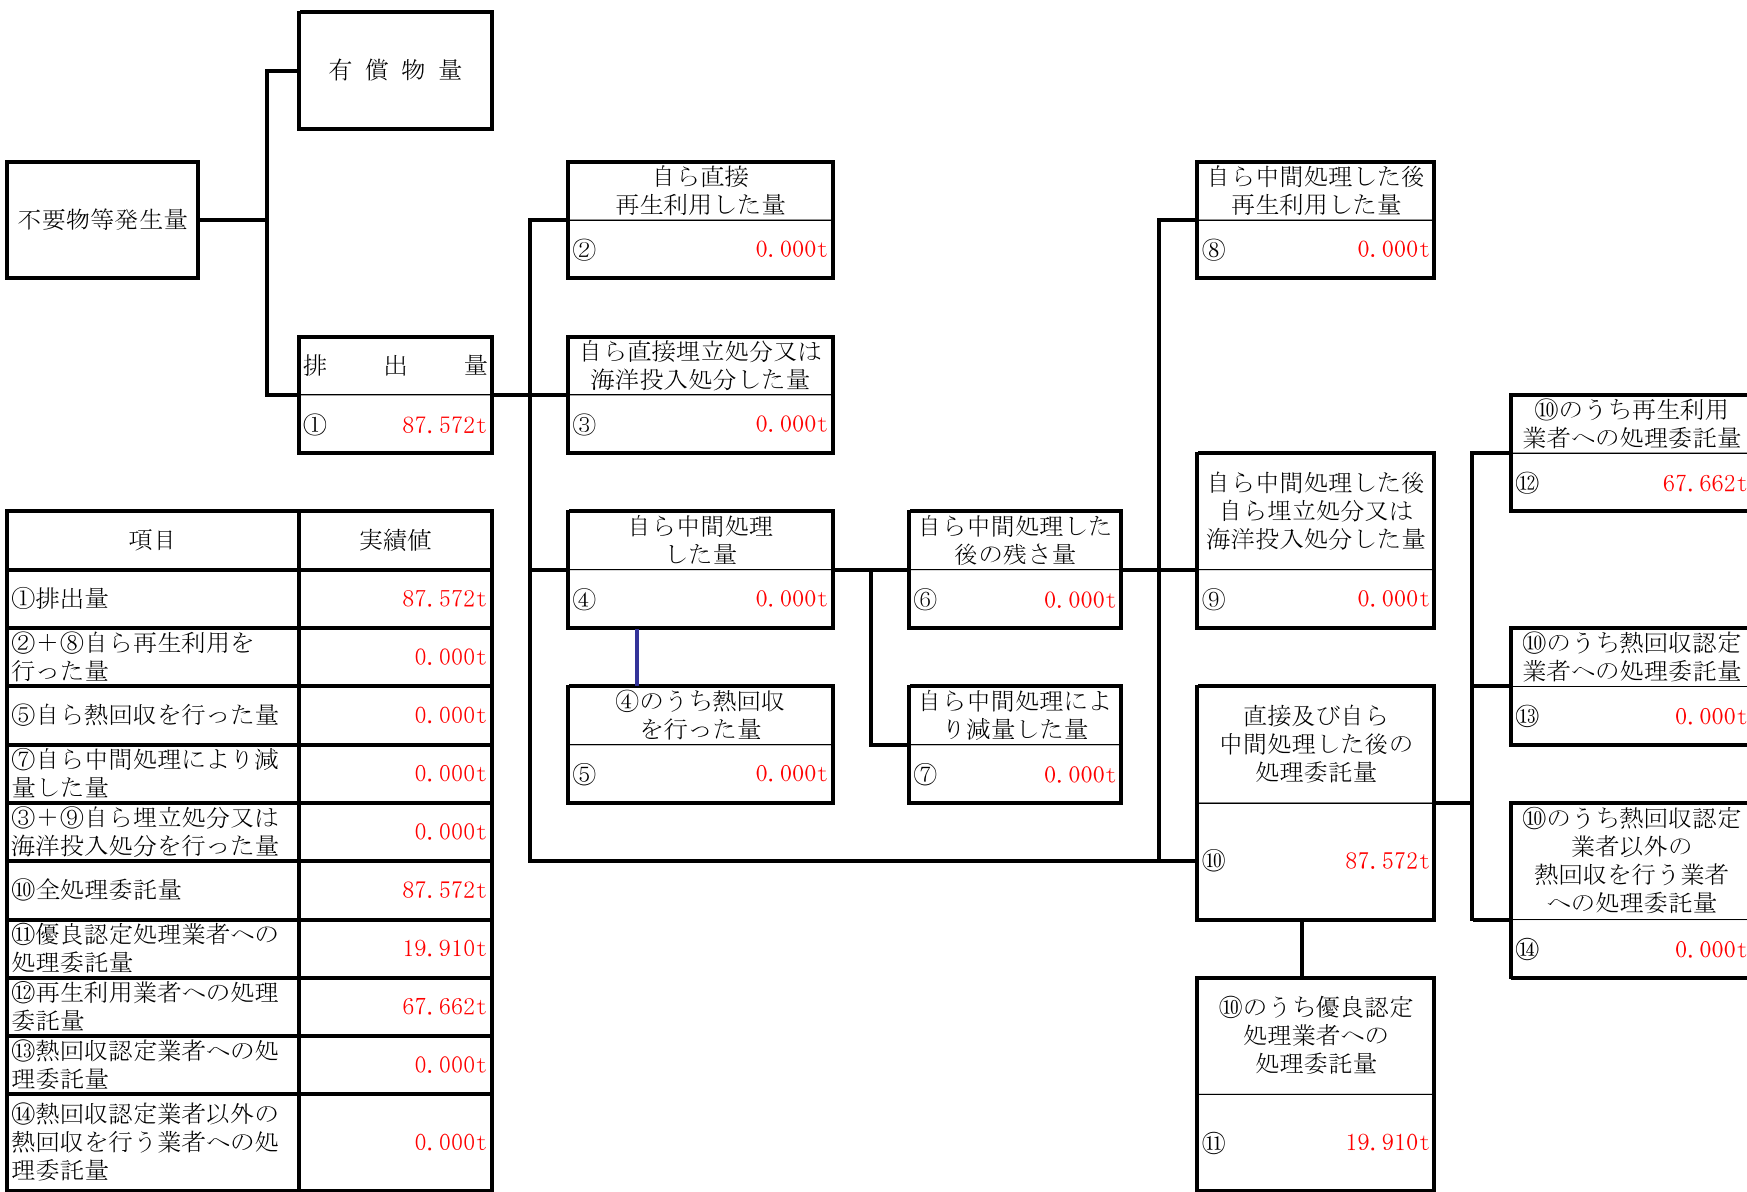 有償物量
不要物等発生量
排出量
① 87.572t
自ら直接
再生利用した量
② 0.000t
自ら直接埋立処分又は
海洋投入処分した量
③ 0.000t
自ら中間処理
した量
④ 0.000t
④のうち熱回収
を行った量
⑤ 0.000t
自ら中間処理した
後の残さ量
⑥ 0.000t
自ら中間処理によ
り減量した量
⑦ 0.000t
自ら中間処理した後
再生利用した量
⑧ 0.000t
自ら中間処理した後
自ら埋立処分又は
海洋投入処分した量
⑨ 0.000t
直接及び自ら
中間処理した後の
処理委託量
⑩ 87.572t
⑩のうち優良認定
処理業者への
処理委託量
⑪ 19.910t
⑩のうち再生利用
業者への処理委託量
⑫ 67.662t
⑩のうち熱回収認定
業者への処理委託量
⑬ 0.000t
⑩のうち熱回収認定
業者以外の
熱回収を行う業者
への処理委託量
⑭ 0.000t
項目 実績値
①排出量 87.572t
②+⑧自ら再生利用を
行った量 0.000t
⑤自ら熱回収を行った量 0.000t
⑦自ら中間処理により減
量した量 0.000t
③+⑨自ら埋立処分又は
海洋投入処分を行った量 0.000t
⑩全処理委託量 87.572t
⑪優良認定処理業者への
処理委託量 19.910t
⑫再生利用業者への処理
委託量 67.662t
⑬熱回収認定業者への処
理委託量 0.000t
⑭熱回収認定業者以外の
熱回収を行う業者への処
理委託量 0.000t